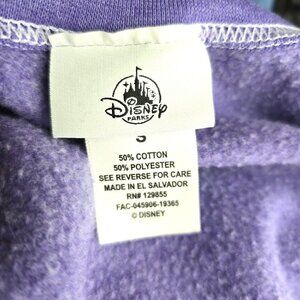 Disney
PARKS
S
50% COTTON
50% POLYESTER
SEE REVERSE FOR CARE
MADE IN EL SALVADOR
RN# 129855
FAC-045906-19365
© DISNEY